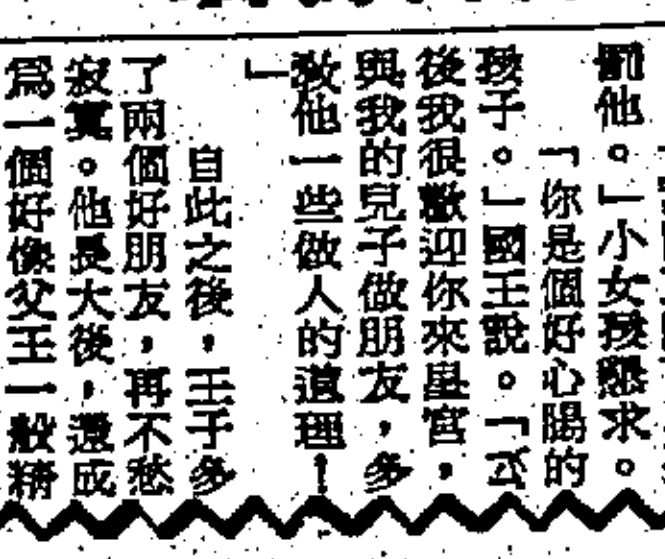 罰他。」小女孩懇求。
「你是個好心腸的
孩子。」國王說。「以
後我很歡迎你來皇宮，
與我的兒子做朋友，多
教他一些做人的道理！
」
自此之後，王子多
了兩個好朋友，再不愁
寂寞。他長大後，還成
爲一個好像父王一般精